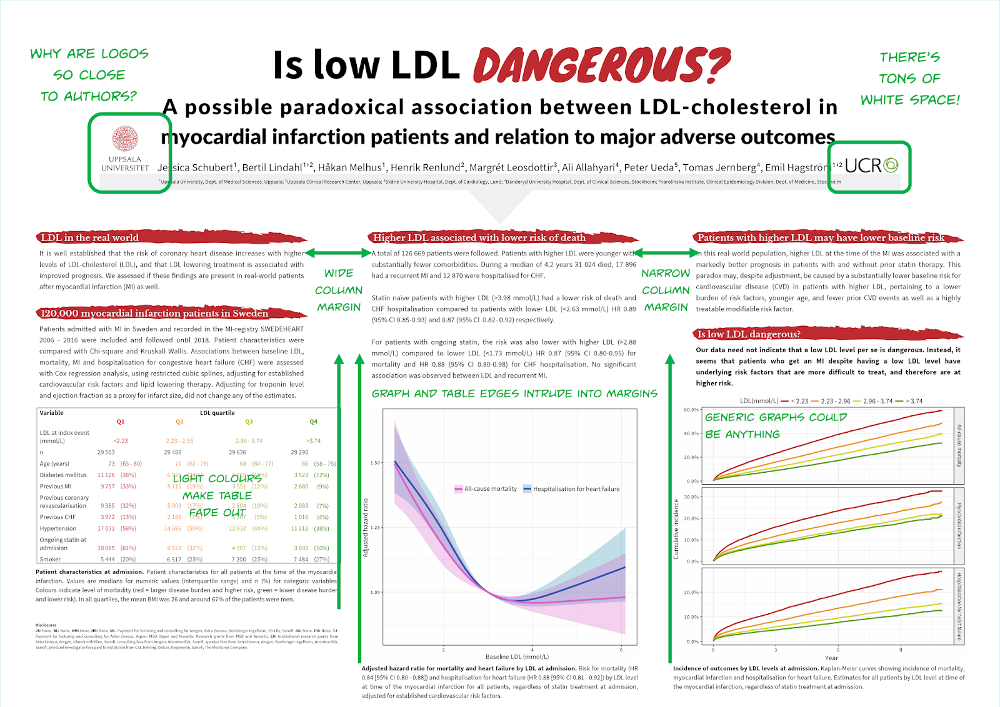 WHY ARE LOGOS
SO CLOSE
TO AUTHORS?
THERE'S
TONS OF
WHITE SPACE!
Is low LDL DANGEROUS?
A possible paradoxical association between LDL-cholesterol in
myocardial infarction patients and relation to major adverse outcomes
UPPSALA
UNIVERSITET
Jessica Schubert¹, Bertil Lindahl¹'², Håkan Melhus¹, Henrik Renlund², Margrét Leosdottir³, Ali Allahyari⁴, Peter Ueda⁵, Tomas Jernberg⁴, Emil Hagström¹'²
UCR
¹Uppsala University, Dept. of Medical Sciences, Uppsala; ²Uppsala Clinical Research Center, Uppsala; ³Skåne University Hospital, Dept. of Cardiology, Lund; ⁴Danderyd University Hospital, Dept. of Clinical Sciences, Stockholm; ⁵Karolinska Institute, Clinical Epidemiology Division, Dept. of Medicine, Stockholm
LDL in the real world
It is well established that the risk of coronary heart disease increases with higher
levels of LDL-cholesterol (LDL), and that LDL lowering treatment is associated with
improved prognosis. We assessed if these findings are present in real-world patients
after myocardial infarction (MI) as well.
120,000 myocardial infarction patients in Sweden
Patients admitted with MI in Sweden and recorded in the MI-registry SWEDEHEART
2006 - 2016 were included and followed until 2018. Patient characteristics were
compared with Chi-square and Kruskall Wallis. Associations between baseline LDL,
mortality, MI and hospitalisation for congestive heart failure (CHF) were assessed
with Cox regression analysis, using restricted cubic splines, adjusting for established
cardiovascular risk factors and lipid lowering therapy. Adjusting for troponin level
and ejection fraction as a proxy for infarct size, did not change any of the estimates.
Variable LDL quartile
Q1 Q2 Q3 Q4
LDL at index event
(mmol/L) <2.23 2.23 - 2.96 2.96 - 3.74 >3.74
n 29 563 29 486 29 636 29 290
Age (years) 73 (65 - 80) 71 (62 - 79) 68 (60 - 77) 66 (58 - 75)
Diabetes mellitus 11 126 (38%) 3 523 (12%)
LIGHT COLOURS
Previous MI 9 757 (33%) 5 711 (19%) 3 551 (12%) 2 680 (9%)
MAKE TABLE
Previous coronary
revascularisation 9 385 (32%) 5 009 (17%) 2 804 (10%) 2 083 (7%)
FADE OUT
Previous CHF 3 972 (13%) 2 180 (7%) (5%) 1 016 (4%)
Hypertension 17 031 (58%) 14 696 (50%) 12 932 (44%) 11 212 (38%)
Ongoing statin at
admission 18 085 (61%) 9 522 (32%) 4 507 (15%) 3 035 (10%)
Smoker 5 444 (20%) 6 517 (23%) 7 200 (25%) 7 484 (27%)
Patient characteristics at admission. Patient characteristics for all patients at the time of the myocardia
infarction. Values are medians for numeric values (interquartile range) and n (%) for categoric variables
Colours indicate level of morbidity (red = larger disease burden and higher risk, green = lower disease burder
and lower risk). In all quartiles, the mean BMI was 26 and around 67% of the patients were men.
Disclosures
JS: None. BL: None. HM: None. HR: None. ML: Payment for lecturing and consulting for Amgen, Astra Zeneca, Boehringer Ingelheim, Eli-Lily, Sanofi. AA: None. PU: None. TJ:
Payment for lecturing and consulting for Astra Zeneca, Aspen, MSD, Bayer and Novartis. Research grants from MSD and Novartis. EH: Institutional research grants from
AstraZeneca, Amgen, GlaxoSmithKline, Sanofi; consulting fees from Amgen, NovoNordisk, Sanofi; speaker fees from AstraZeneca, Amgen, Boehringer Ingelheim, NovoNordisk,
Sanofi; principal investigator fees paid to institution from CSL Behring, Dalcor, Regeneron, Sanofi, The Medicines Company.
WIDE
COLUMN
MARGIN
Higher LDL associated with lower risk of death
A total of 126 669 patients were followed. Patients with higher LDL were younger with
substantially fewer comorbidities. During a median of 4.2 years 31 024 died, 17 896
had a recurrent MI and 12 870 were hospitalised for CHF.
Statin naive patients with higher LDL (>3.98 mmol/L) had a lower risk of death and
CHF hospitalisation compared to patients with lower LDL (<2.63 mmol/L) HR 0.89
(95% CI 0.85-0.93) and 0.87 (95% CI 0.82- 0.92) respectively.
For patients with ongoing statin, the risk was also lower with higher LDL (>2.88
mmol/L) compared to lower LDL (<1.73 mmol/L) HR 0.87 (95% CI 0.80-0.95) for
mortality and HR 0.88 (95% CI 0.80-0.98) for CHF hospitalisation. No significant
association was observed between LDL and recurrent MI.
GRAPH AND TABLE EDGES INTRUDE INTO MARGINS
Adjusted hazard ratio
1.50
1.25
1.00
All-cause mortality Hospitalisation for heart failure
2 4 6
Baseline LDL (mmol/L)
Adjusted hazard ratio for mortality and heart failure by LDL at admission. Risk for mortality (HR
0.84 [95% CI 0.80 - 0.88]) and hospitalisation for heart failure (HR 0.88 [95% CI 0.81 - 0.92]) by LDL level
at time of the myocardial infarction for all patients, regardless of statin treatment at admission,
adjusted for established cardiovascular risk factors.
NARROW
COLUMN
MARGIN
Patients with higher LDL may have lower baseline risk
In this real-world population, higher LDL at the time of the MI was associated with a
markedly better prognosis in patients with and without prior statin therapy. This
paradox may, despite adjustment, be caused by a substantially lower baseline risk for
cardiovascular disease (CVD) in patients with higher LDL, pertaining to a lower
burden of risk factors, younger age, and fewer prior CVD events as well as a highly
treatable modifiable risk factor.
Is low LDL dangerous?
Our data need not indicate that a low LDL level per se is dangerous. Instead, it
seems that patients who get an MI despite having a low LDL level have
underlying risk factors that are more difficult to treat, and therefore are at
higher risk.
LDL(mmol/L) < 2.23 2.23 - 2.96 2.96 - 3.74 > 3.74
GENERIC GRAPHS COULD
BE ANYTHING
60.0%
40.0%
20.0%
0.0%
All-cause mortality
30.0%
20.0%
10.0%
0.0%
Myocardial infarction
Cumulative incidence
20.0%
10.0%
0.0%
Hospitalisation for heart failure
0 3 6 9
Year
Incidence of outcomes by LDL levels at admission. Kaplan-Meier curves showing incidence of mortality,
myocardial infarction and hospitalisation for heart failure. Estimates for all patients by LDL level at time of
the myocardial infarction, regardless of statin treatment at admission.